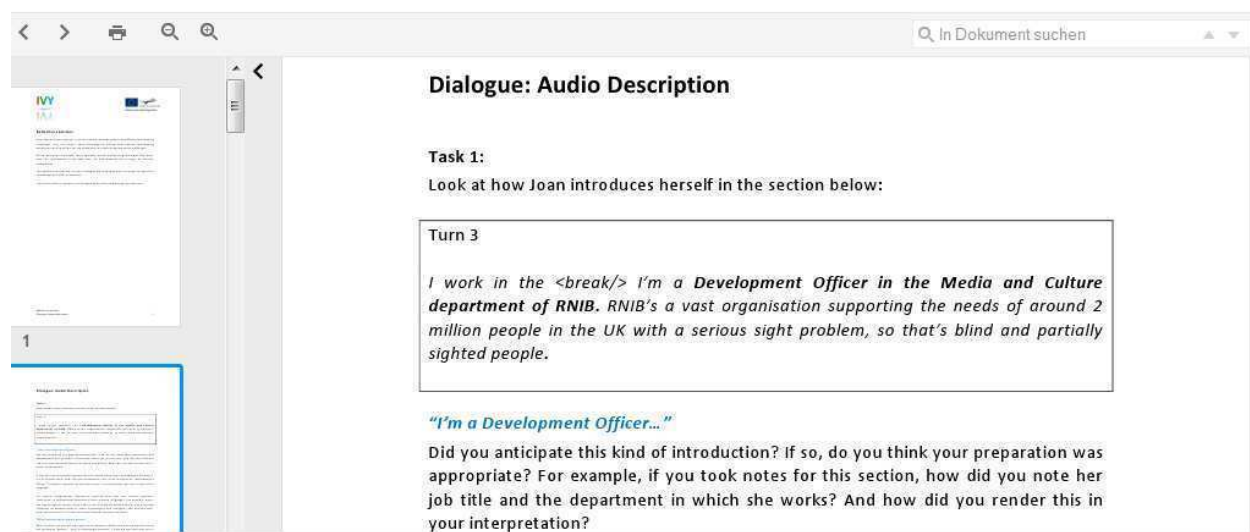 In Dokument suchen
IVY
1
Dialogue: Audio Description
Task 1:
Look at how Joan introduces herself in the section below:
Turn 3
I work in the <break/> I'm a Development Officer in the Media and Culture
department of RNIB. RNIB's a vast organisation supporting the needs of around 2
million people in the UK with a serious sight problem, so that's blind and partially
sighted people.
“I'm a Development Officer…”
Did you anticipate this kind of introduction? If so, do you think your preparation was
appropriate? For example, if you took notes for this section, how did you note her
job title and the department in which she works? And how did you render this in
your interpretation?